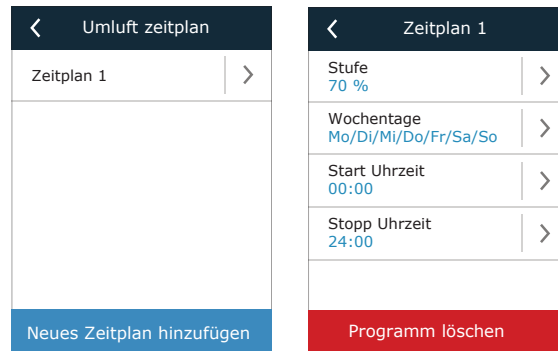 Umluft zeitplan
Zeitplan 1
Neues Zeitplan hinzufügen
Zeitplan 1
Stufe
70 %
Wochentage
Mo/Di/Mi/Do/Fr/Sa/So
Start Uhrzeit
00:00
Stopp Uhrzeit
24:00
Programm löschen